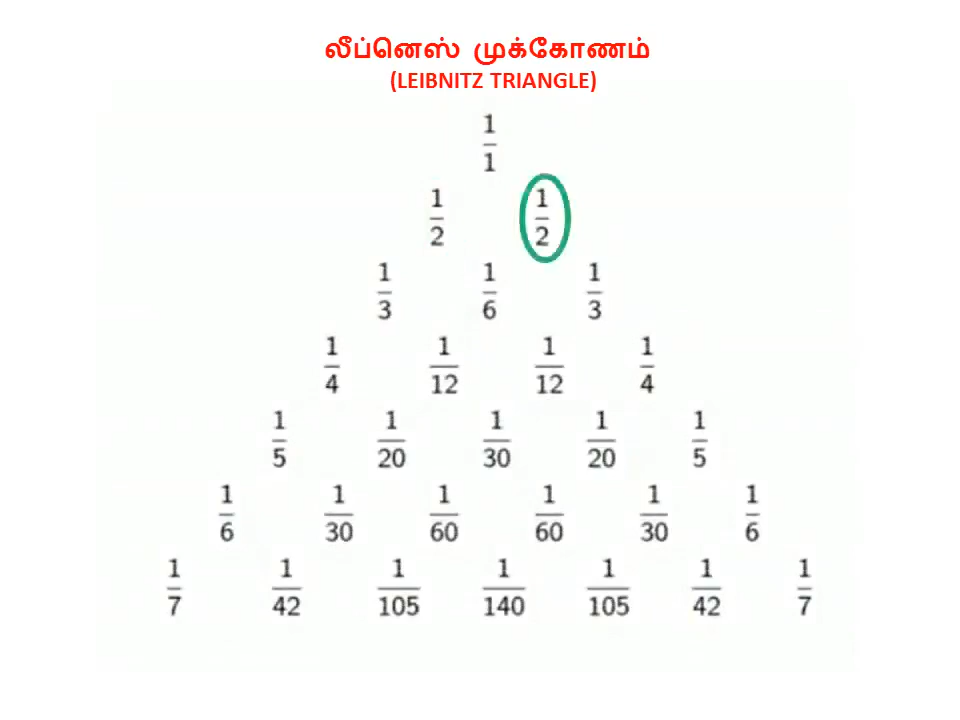 லீப்னெஸ் முக்கோணம்
(LEIBNITZ TRIANGLE)
1/1
1/2 1/2
1/3 1/6 1/3
1/4 1/12 1/12 1/4
1/5 1/20 1/30 1/20 1/5
1/6 1/30 1/60 1/60 1/30 1/6
1/7 1/42 1/105 1/140 1/105 1/42 1/7